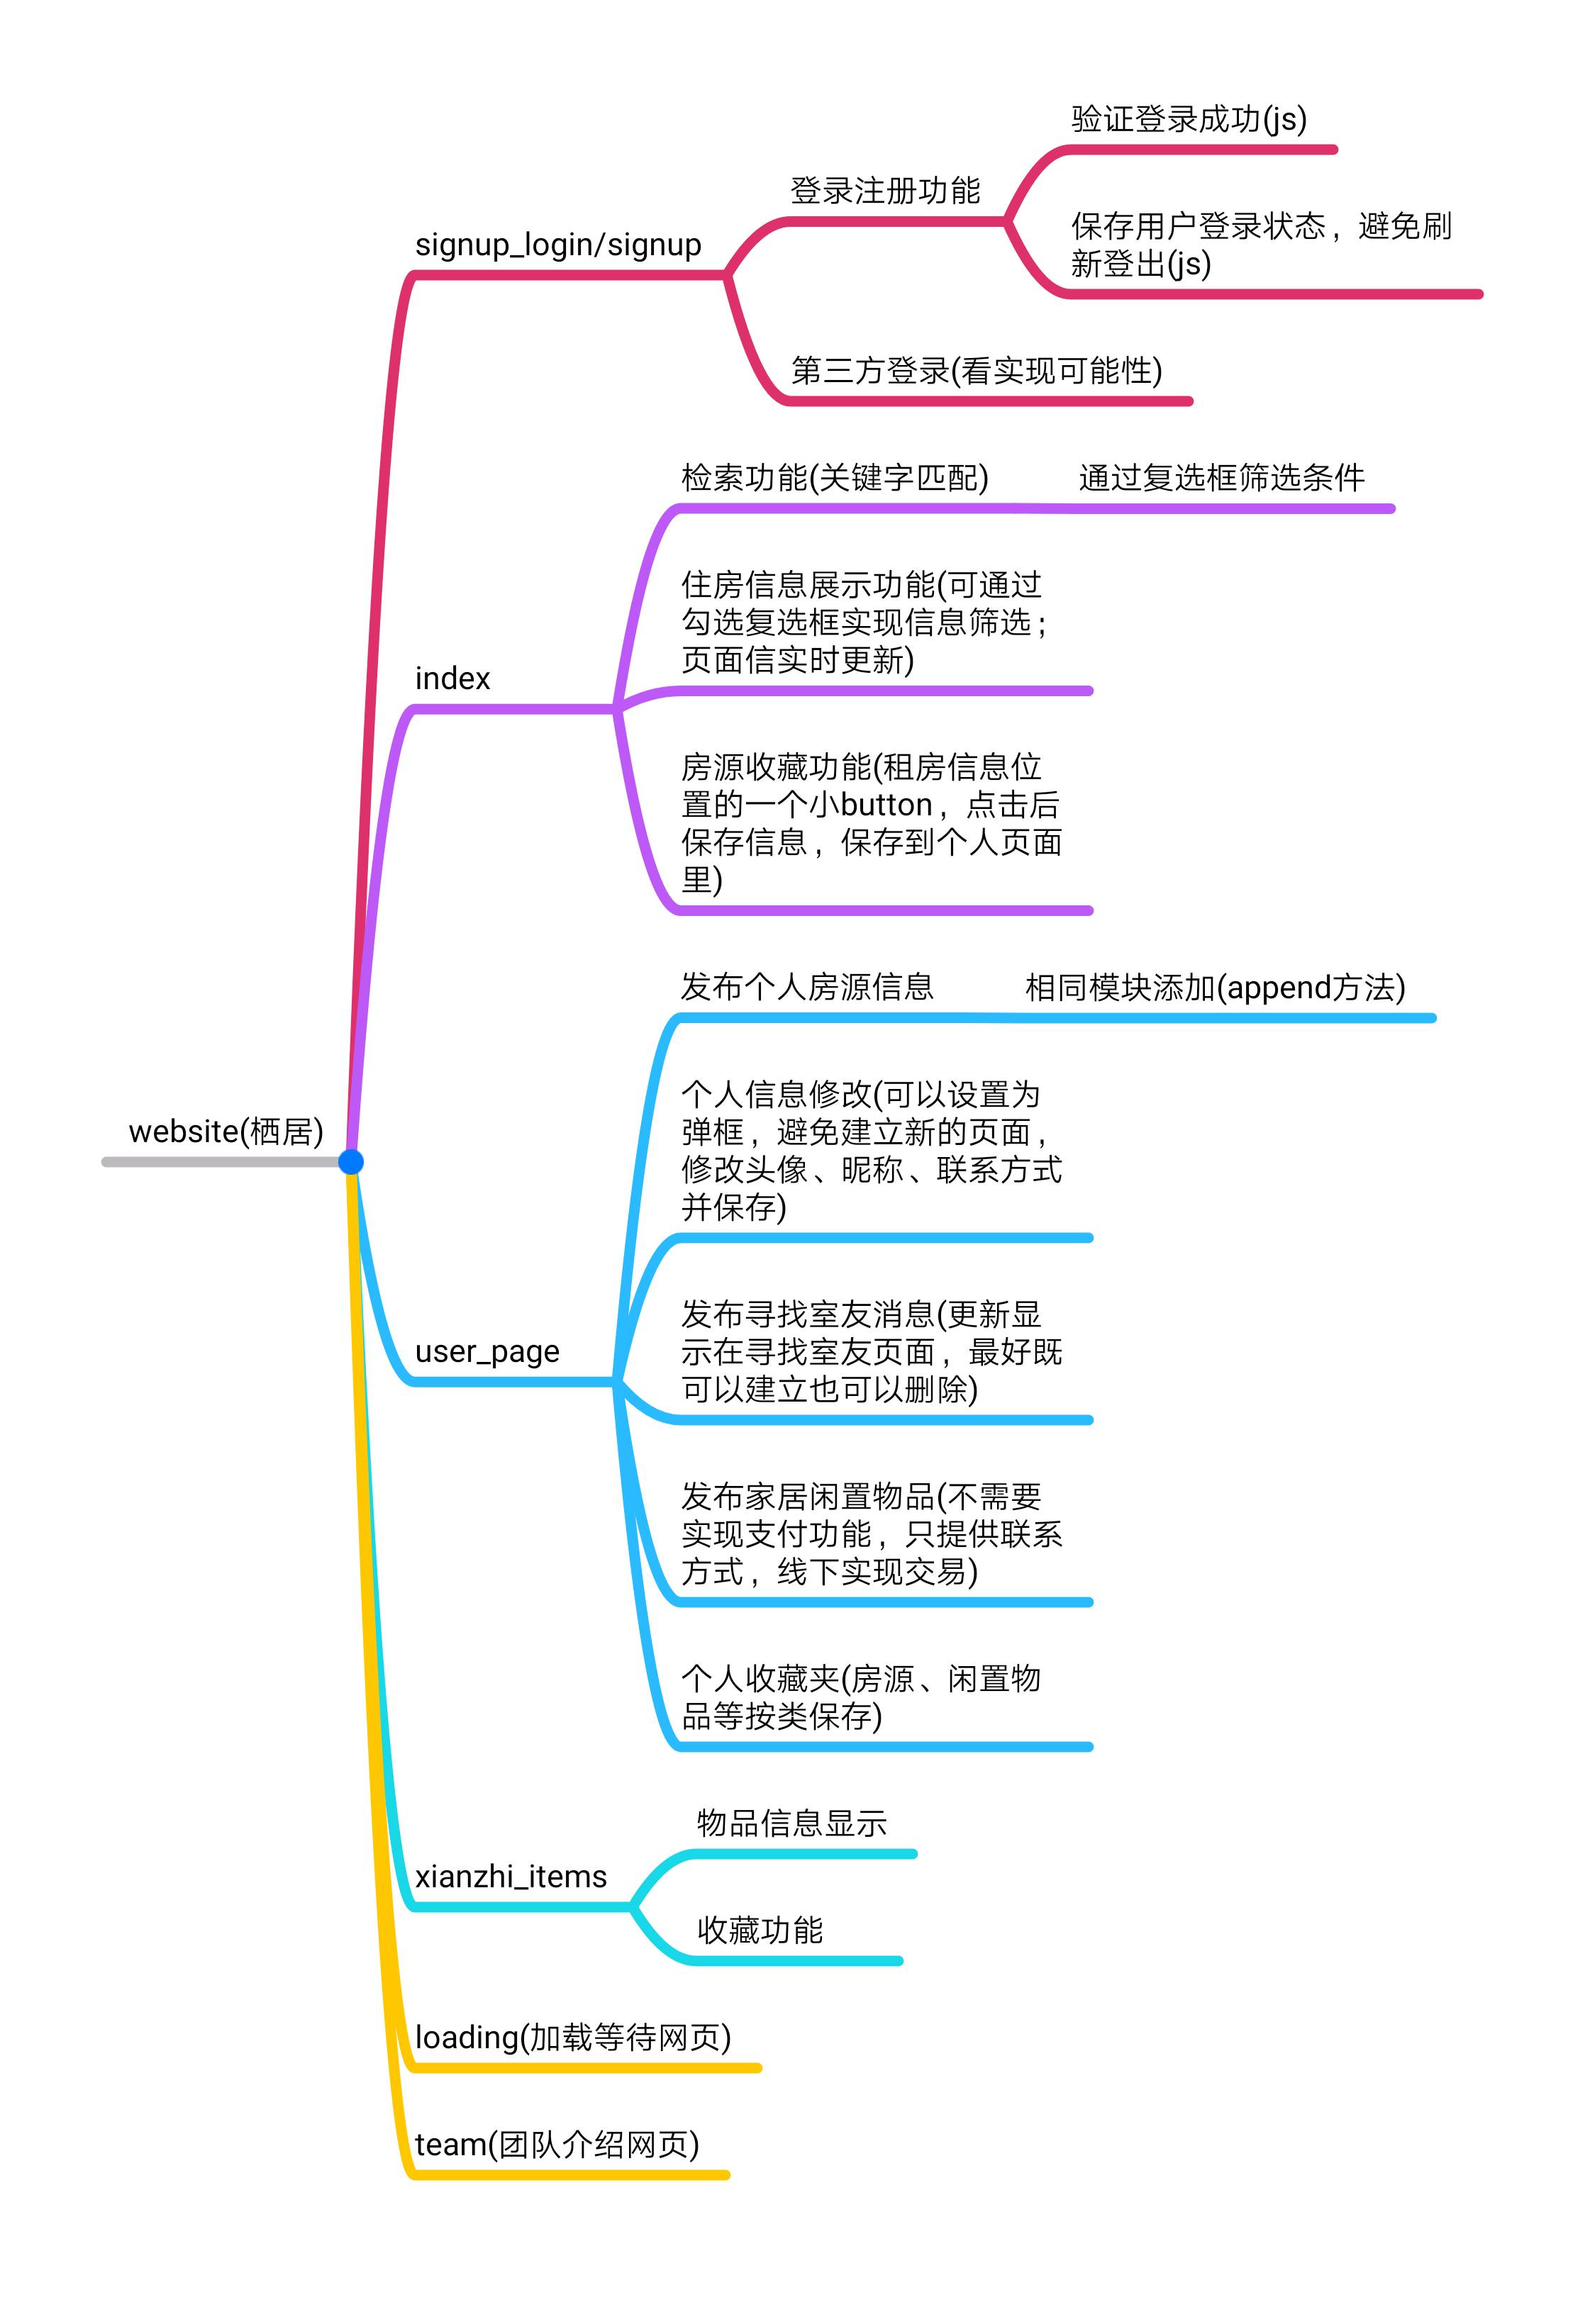 验证登录成功(js)
登录注册功能
保存用户登录状态，避免刷
新登出(js)
signup_login/signup
第三方登录(看实现可能性)
检索功能(关键字匹配)
通过复选框筛选条件
住房信息展示功能(可通过
勾选复选框实现信息筛选；
页面信实时更新)
index
房源收藏功能(租房信息位
置的一个小button，点击后
保存信息，保存到个人页面
里)
发布个人房源信息
相同模块添加(append方法)
website(栖居)
个人信息修改(可以设置为
弹框，避免建立新的页面，
修改头像、昵称、联系方式
并保存)
user_page
发布寻找室友消息(更新显
示在寻找室友页面，最好既
可以建立也可以删除)
发布家居闲置物品(不需要
实现支付功能，只提供联系
方式，线下实现交易)
个人收藏夹(房源、闲置物
品等按类保存)
物品信息显示
xianzhi_items
收藏功能
loading(加载等待网页)
team(团队介绍网页)